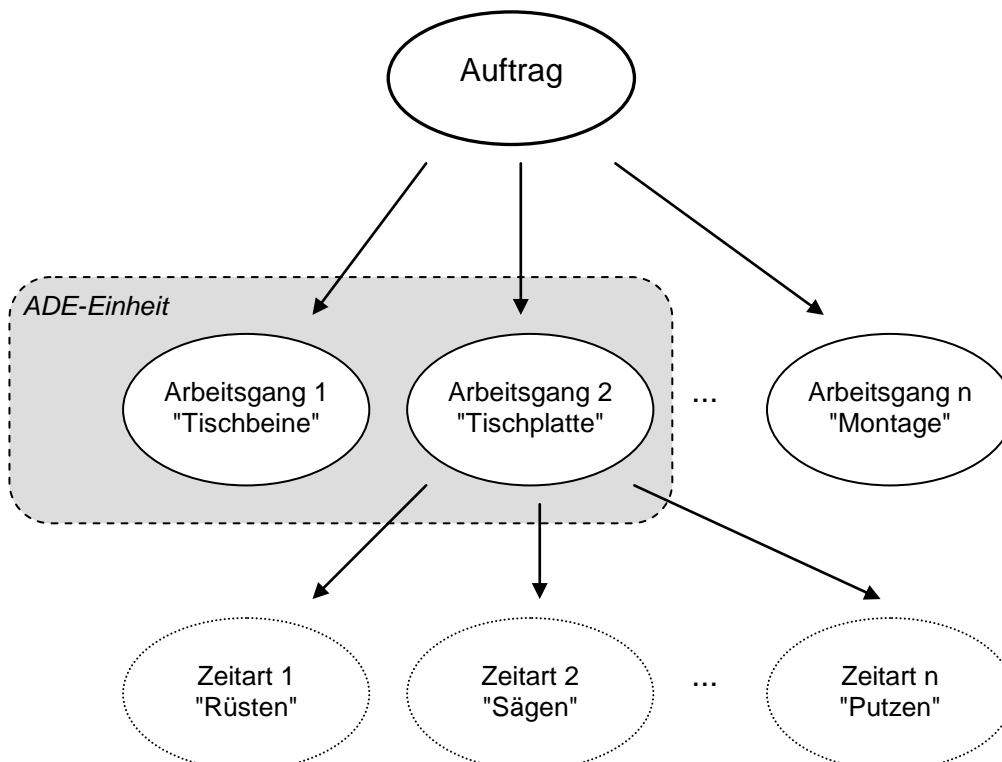 Auftrag
ADE-Einheit
Arbeitsgang 1
"Tischbeine"
Arbeitsgang 2
"Tischplatte"
...
Arbeitsgang n
"Montage"
Zeitart 1
"Rüsten"
Zeitart 2
"Sägen"
...
Zeitart n
"Putzen"